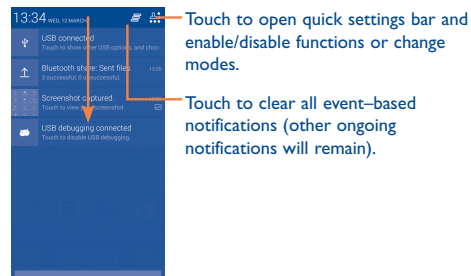 13:34 WED, 12 MARCH
USB connected
Touch to show other USB options, and choo
Bluetooth share: Sent files 13:28
3 successful, 0 unsuccessful.
Screenshot captured.
Touch to view screenshot.
USB debugging connected
Touch to disable USB debugging.
Touch to open quick settings bar and
enable/disable functions or change
modes.
Touch to clear all event–based
notifications (other ongoing
notifications will remain).